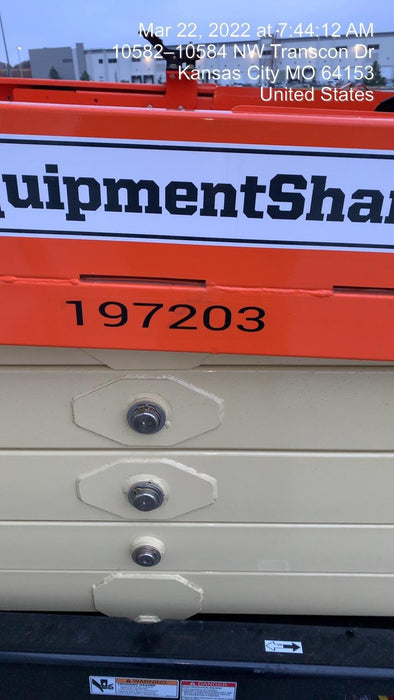 Mar 22, 2022 at 7:44:12 AM
10582–10584 NW Transcon Dr
Kansas City MO 64153
United States
quipmentShar
197203
WARNING
DANGER